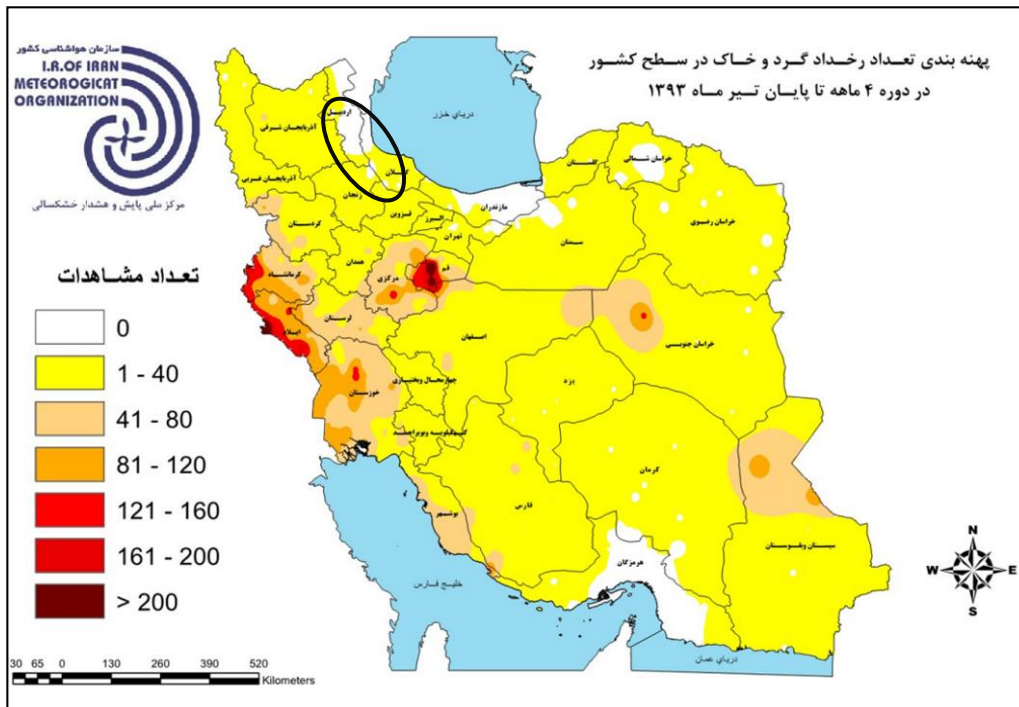 سازمان هواشناسی کشور
I.R.OF IRAN
METEOROGICAT
ORGANIZATION
مرکز ملی پایش و هشدار خشکسالی
پهنه بندی تعداد رخداد گرد و خاک در سطح کشور
در دوره ۴ ماهه تا پایان تیر ماه ۱۳۹۳
دریای خزر
اردبیل
آذربایجان شرقی
گیلان
آذربایجان غربی
زنجان
گلستان
خراسان شمالی
مازندران
خراسان رضوی
قزوین
البرز
تهران
سمنان
کردستان
همدان
قم
مرکزی
کرمانشاه
لرستان
ایلام
اصفهان
خراسان جنوبی
چهارمحال وبختیاری
یزد
خوزستان
کهگیلویه وبویراحمد
کرمان
فارس
بوشهر
سیستان وبلوچستان
هرمزگان
خلیج فارس
دریای عمان
تعداد مشاهدات
0
1 - 40
41 - 80
81 - 120
121 - 160
161 - 200
> 200
N
W E
S
30 65 0 130 260 390 520
Kilometers